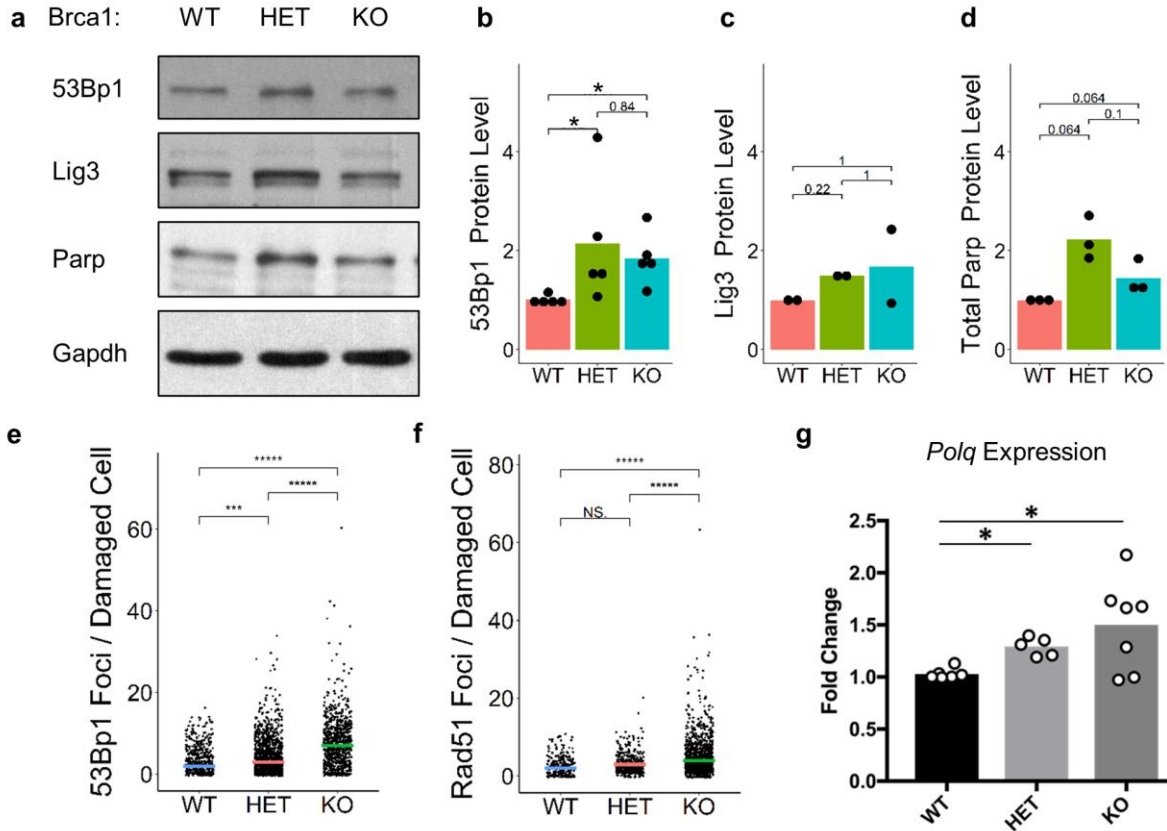 a Brca1: WT HET KO
53Bp1
Lig3
Parp
Gapdh
b
53Bp1 Protein Level
4
2
0
*
*
0.84
WT HET KO
c
Lig3 Protein Level
4
2
0
1
0.22
1
WT HET KO
d
Total Parp Protein Level
4
2
0
0.064
0.064
0.1
WT HET KO
e
53Bp1 Foci / Damaged Cell
60
40
20
0
*****
***
*****
WT HET KO
f
Rad51 Foci / Damaged Cell
80
60
40
20
0
*****
NS.
*****
WT HET KO
g
Polq Expression
Fold Change
2.5
2.0
1.5
1.0
0.5
0.0
*
*
WT HET KO